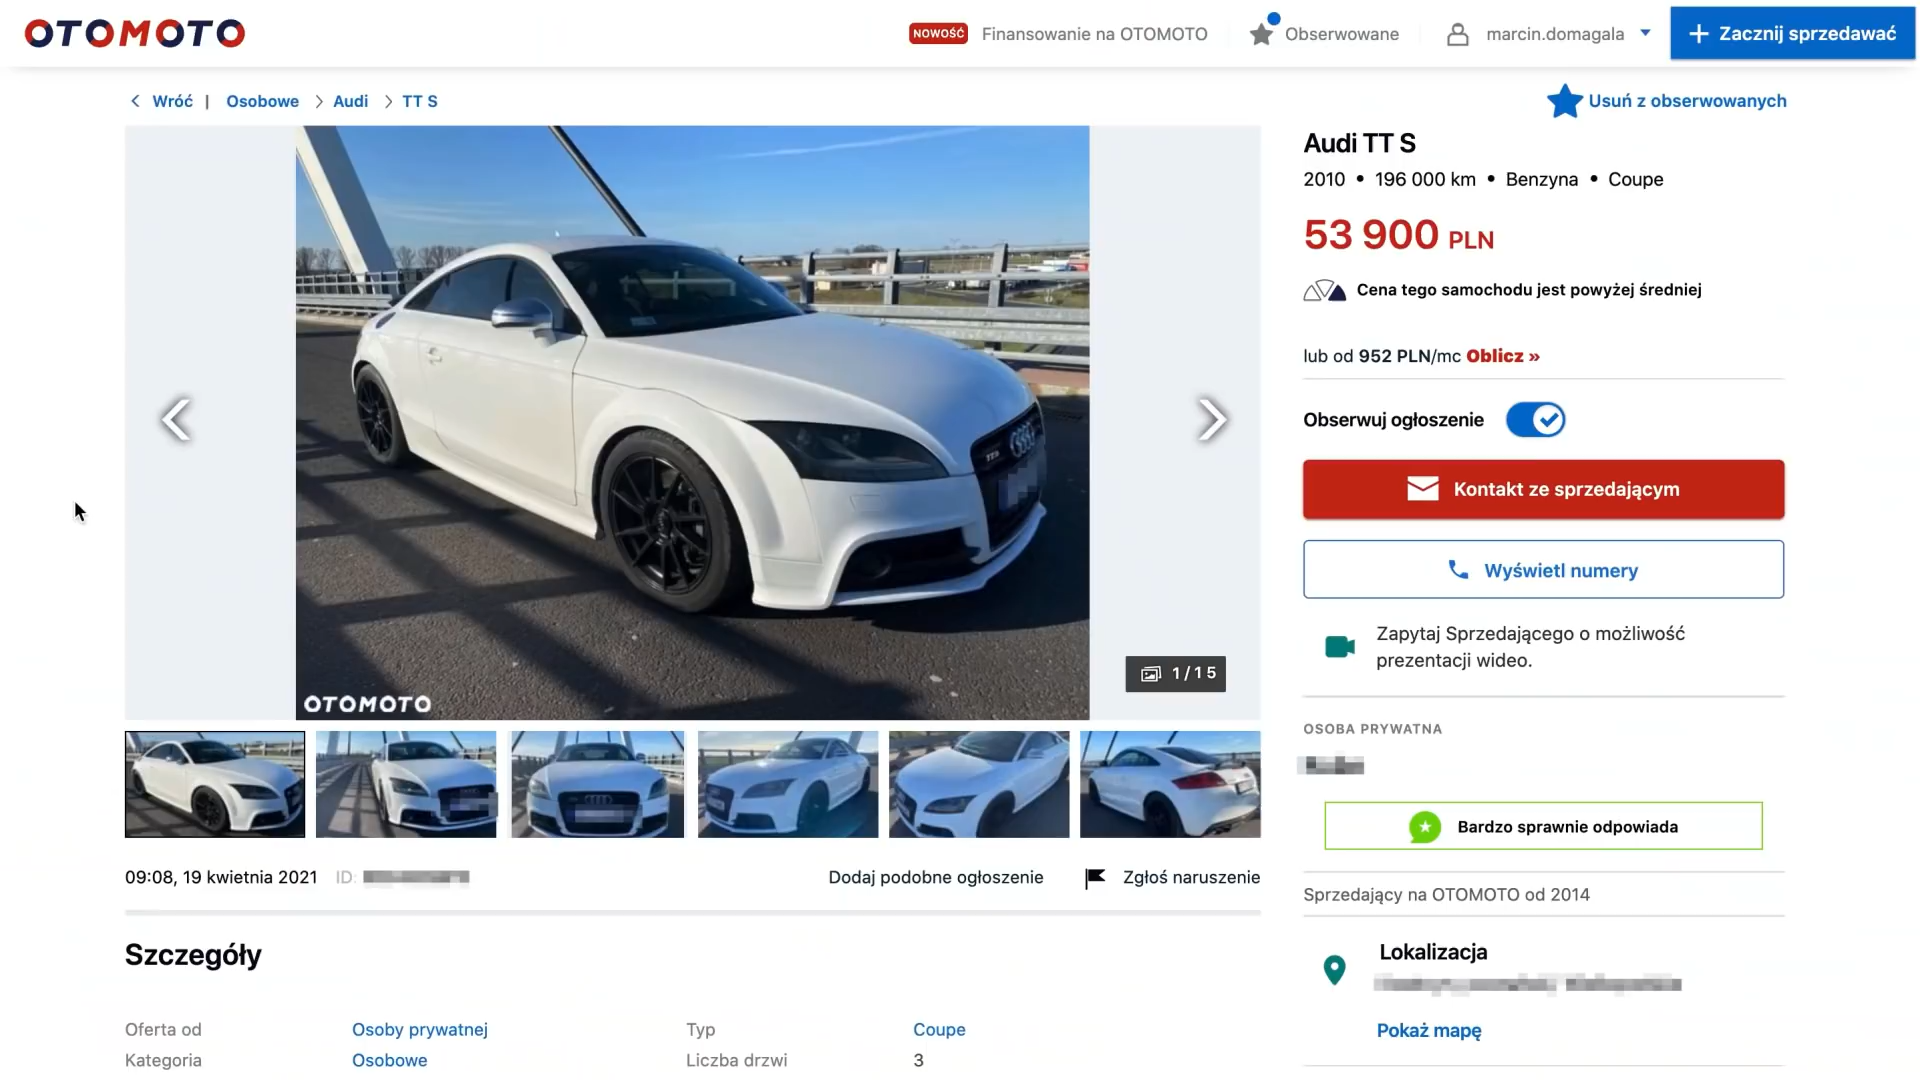 OTOMOTO
NOWOŚĆ Finansowanie na OTOMOTO
Obserwowane
marcin.domagala
+ Zacznij sprzedawać
Wróć | Osobowe > Audi > TT S
Usuń z obserwowanych
OTOMOTO
1/15
09:08, 19 kwietnia 2021 ID:
Dodaj podobne ogłoszenie
Zgłoś naruszenie
Szczegóły
Oferta od Osoby prywatnej
Typ Coupe
Kategoria Osobowe
Liczba drzwi 3
Audi TT S
2010 • 196 000 km • Benzyna • Coupe
53 900 PLN
Cena tego samochodu jest powyżej średniej
lub od 952 PLN/mc Oblicz »
Obserwuj ogłoszenie
Kontakt ze sprzedającym
Wyświetl numery
Zapytaj Sprzedającego o możliwość
prezentacji wideo.
OSOBA PRYWATNA
Bardzo sprawnie odpowiada
Sprzedający na OTOMOTO od 2014
Lokalizacja
Pokaż mapę